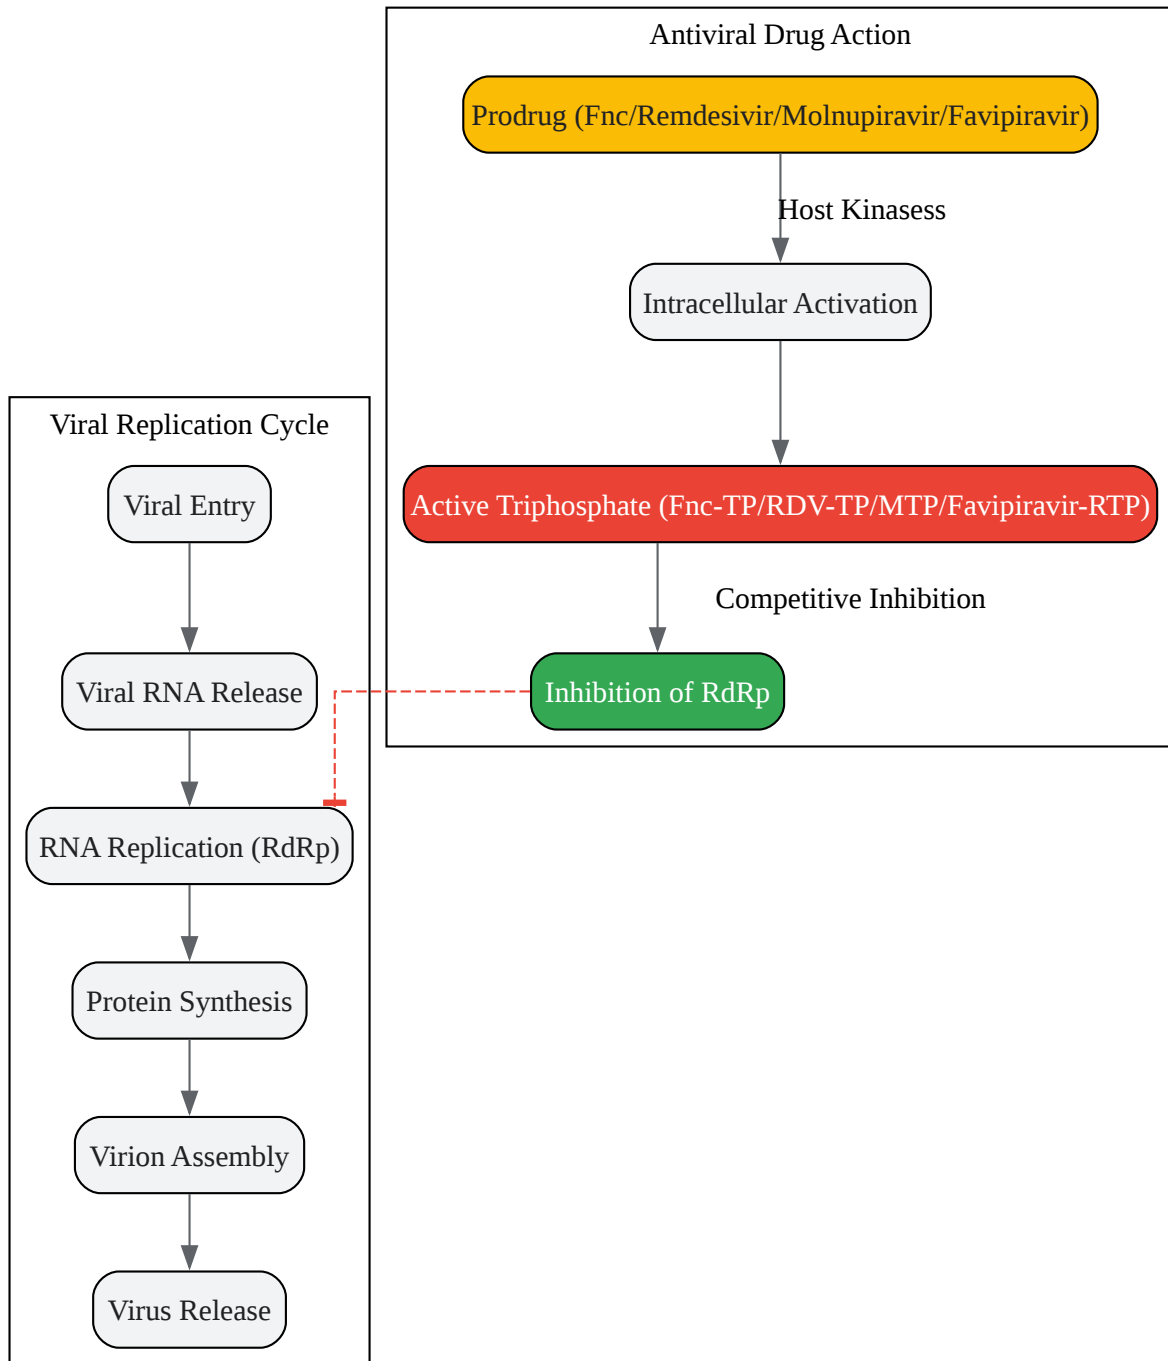 Antiviral Drug Action
Prodrug (Fnc/Remdesivir/Molnupiravir/Favipiravir)
Host Kinasess
Intracellular Activation
Active Triphosphate (Fnc-TP/RDV-TP/MTP/Favipiravir-RTP)
Competitive Inhibition
Inhibition of RdRp
Viral Replication Cycle
Viral Entry
Viral RNA Release
RNA Replication (RdRp)
Protein Synthesis
Virion Assembly
Virus Release